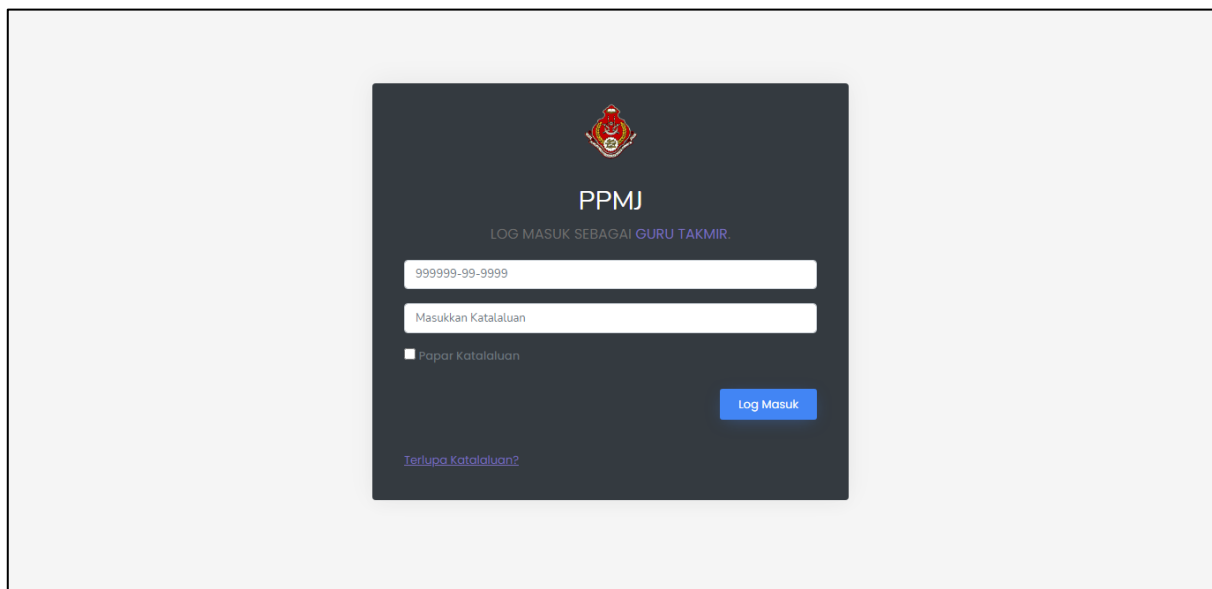 PPMJ
LOG MASUK SEBAGAI GURU TAKMIR.
999999-99-9999
Masukkan Katalaluan
Papar Katalaluan
Log Masuk
Terlupa Katalaluan?